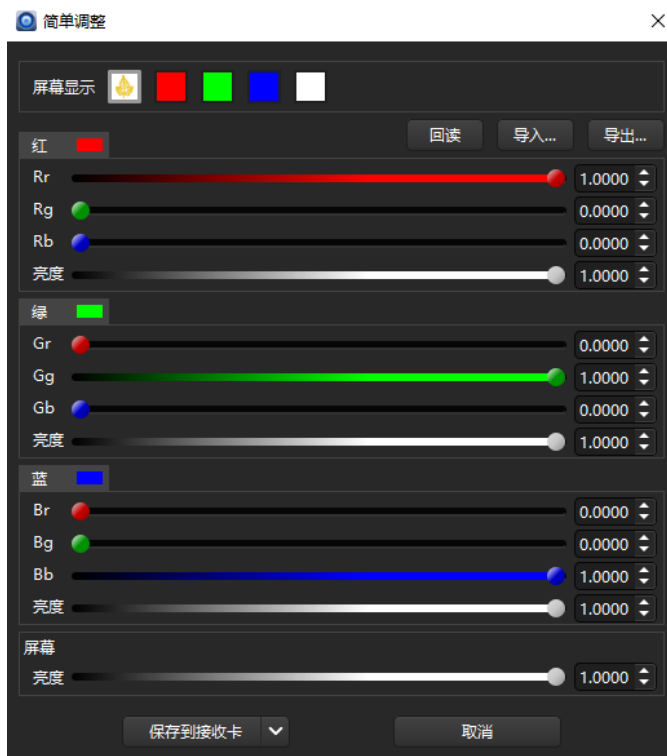 简单调整
屏幕显示
回读 导入... 导出...
红
Rr 1.0000
Rg 0.0000
Rb 0.0000
亮度 1.0000
绿
Gr 0.0000
Gg 1.0000
Gb 0.0000
亮度 1.0000
蓝
Br 0.0000
Bg 0.0000
Bb 1.0000
亮度 1.0000
屏幕
亮度 1.0000
保存到接收卡 取消